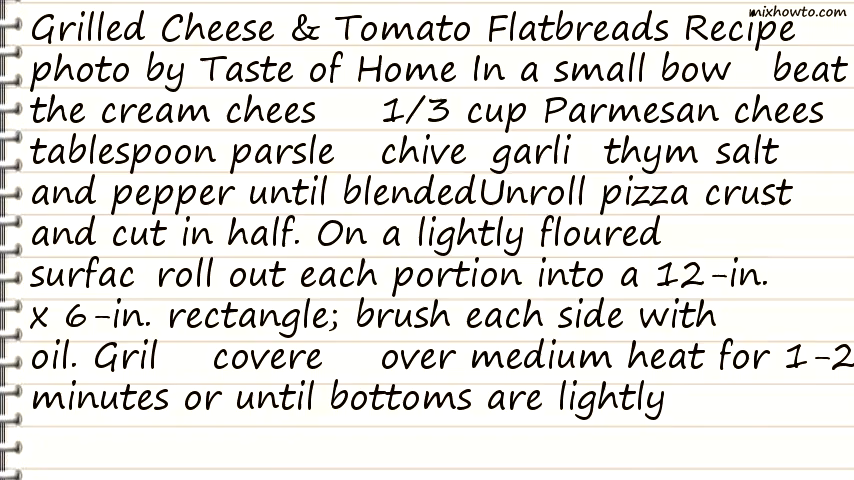 mixhowto.com
Grilled Cheese & Tomato Flatbreads Recipe
photo by Taste of Home In a small bow beat
the cream chees 1/3 cup Parmesan chees
tablespoon parsle chive garli thym salt
and pepper until blendedUnroll pizza crust
and cut in half. On a lightly floured
surfac roll out each portion into a 12-in.
x 6-in. rectangle; brush each side with
oil. Gril covere over medium heat for 1-2
minutes or until bottoms are lightly